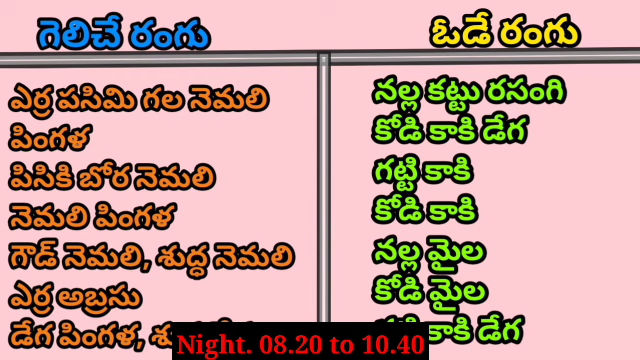 గెలిచే రంగు
ఓడే రంగు
ఎర్ర పసిమి గల నెమలి
పింగళ
పిసికి బోర నెమలి
నెమలి పింగళ
గౌడ్ నెమలి, శుద్ధ నెమలి
ఎర్ర అబ్రసు
డేగ పింగళ,
నల్ల కట్టు రసంగి
కోడి కాకి డేగ
గట్టి కాకి
కోడి కాకి
నల్ల మైల
కోడి మైల
కాకి డేగ
Night. 08.20 to 10.40